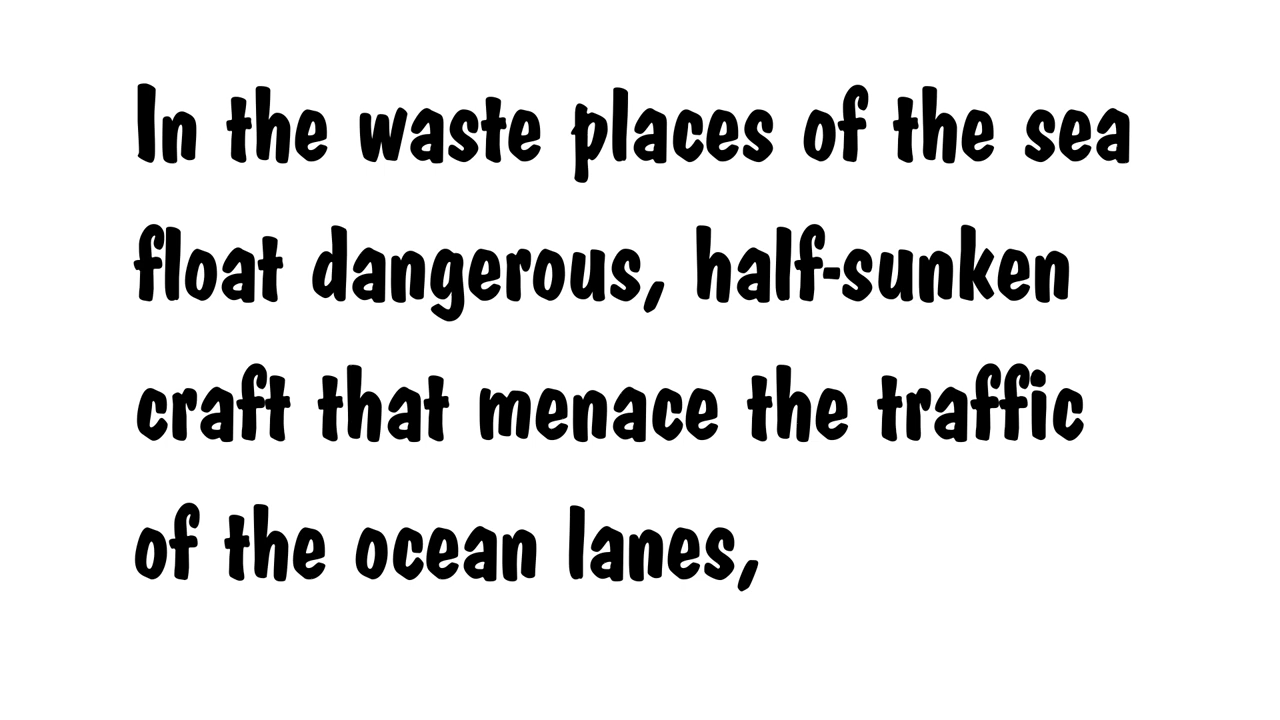 In the waste places of the sea
float dangerous, half-sunken
craft that menace the traffic
of the ocean lanes,